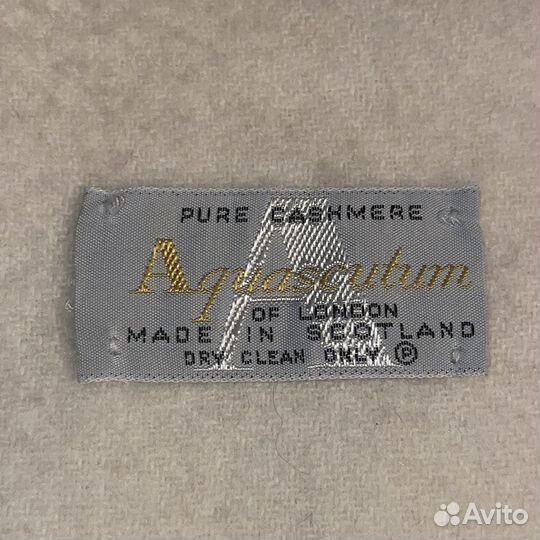 PURE CASHMERE
Aquascutum
OF LONDON
MADE IN SCOTLAND
DRY CLEAN ONLY Ⓟ
Avito